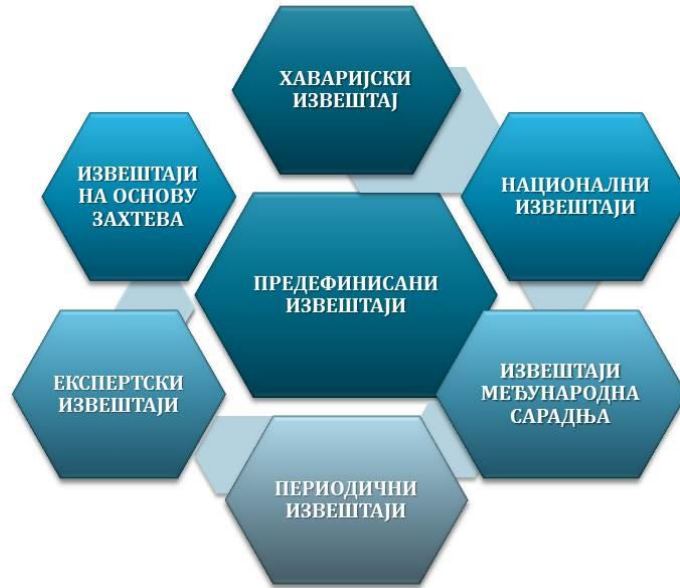 ХАВАРИЈСКИ
ИЗВЕШТАЈ
ИЗВЕШТАЈИ
НА ОСНОВУ
ЗАХТЕВА
НАЦИОНАЛНИ
ИЗВЕШТАЈИ
ПРЕДЕФИНИСАНИ
ИЗВЕШТАЈИ
ЕКСПЕРТСКИ
ИЗВЕШТАЈИ
ИЗВЕШТАЈИ
МЕЂУНАРОДНА
САРАДЊА
ПЕРИОДИЧНИ
ИЗВЕШТАЈИ